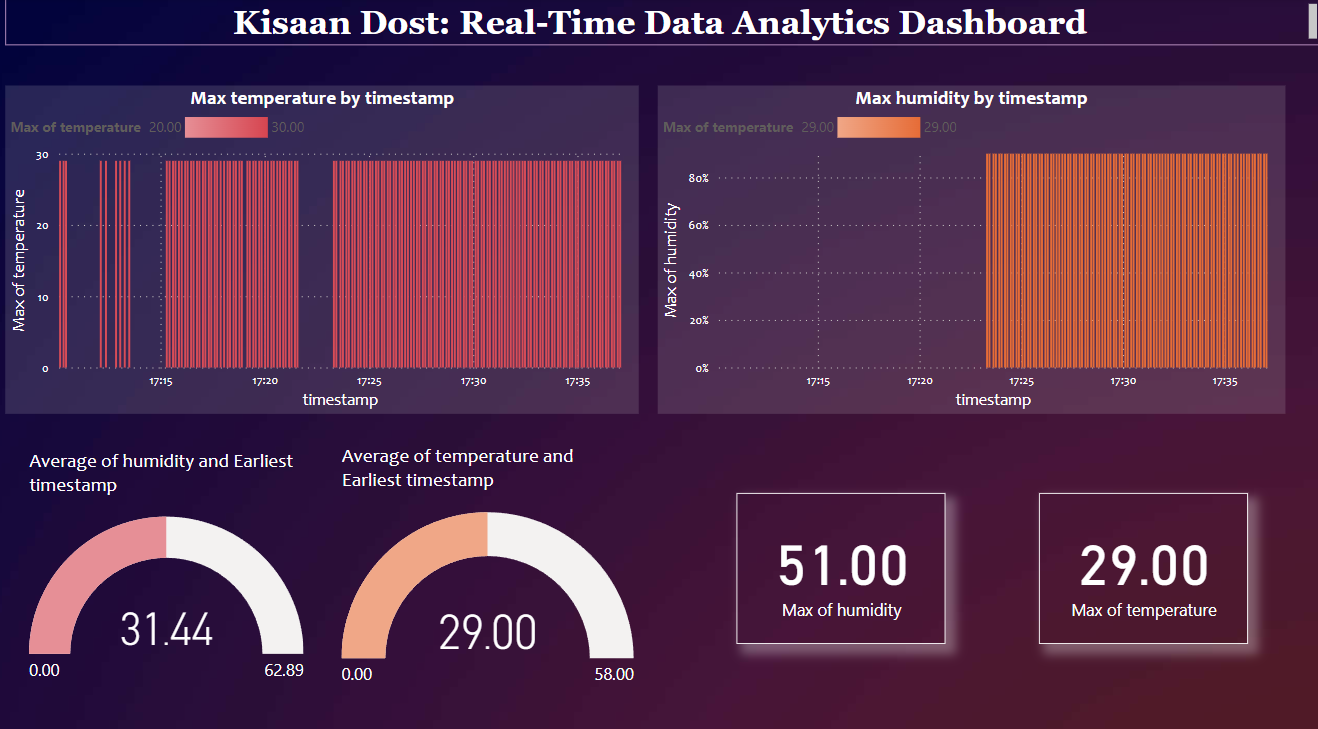 Kisaan Dost: Real-Time Data Analytics Dashboard
Max temperature by timestamp
Max of temperature 20.00 30.00
30
20
10
0
Max of temperature
17:15 17:20 17:25 17:30 17:35
timestamp
Max humidity by timestamp
Max of temperature 29.00 29.00
80%
60%
40%
20%
0%
Max of humidity
17:15 17:20 17:25 17:30 17:35
timestamp
Average of humidity and Earliest
timestamp
31.44
0.00 62.89
Average of temperature and
Earliest timestamp
29.00
0.00 58.00
51.00
Max of humidity
29.00
Max of temperature